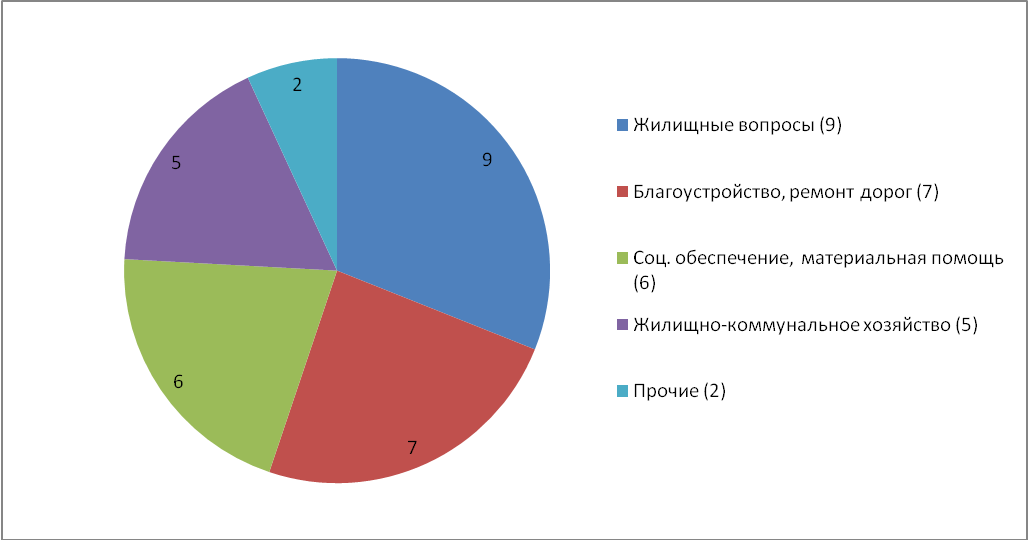 2
9
5
6
7
Жилищные вопросы (9)
Благоустройство, ремонт дорог (7)
Соц. обеспечение, материальная помощь
(6)
Жилищно-коммунальное хозяйство (5)
Прочие (2)